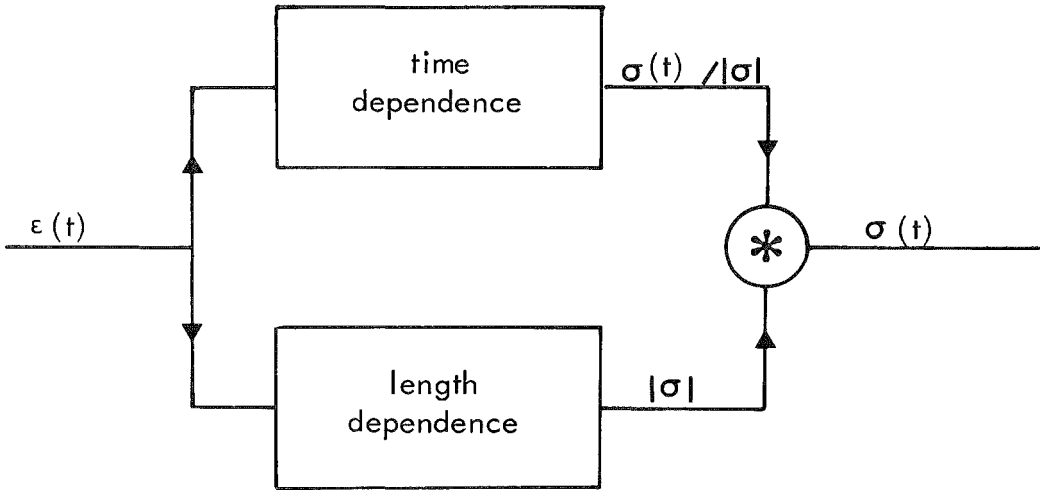 time
dependence
σ(t) /|σ|
ε(t)
*
σ(t)
length
dependence
|σ|